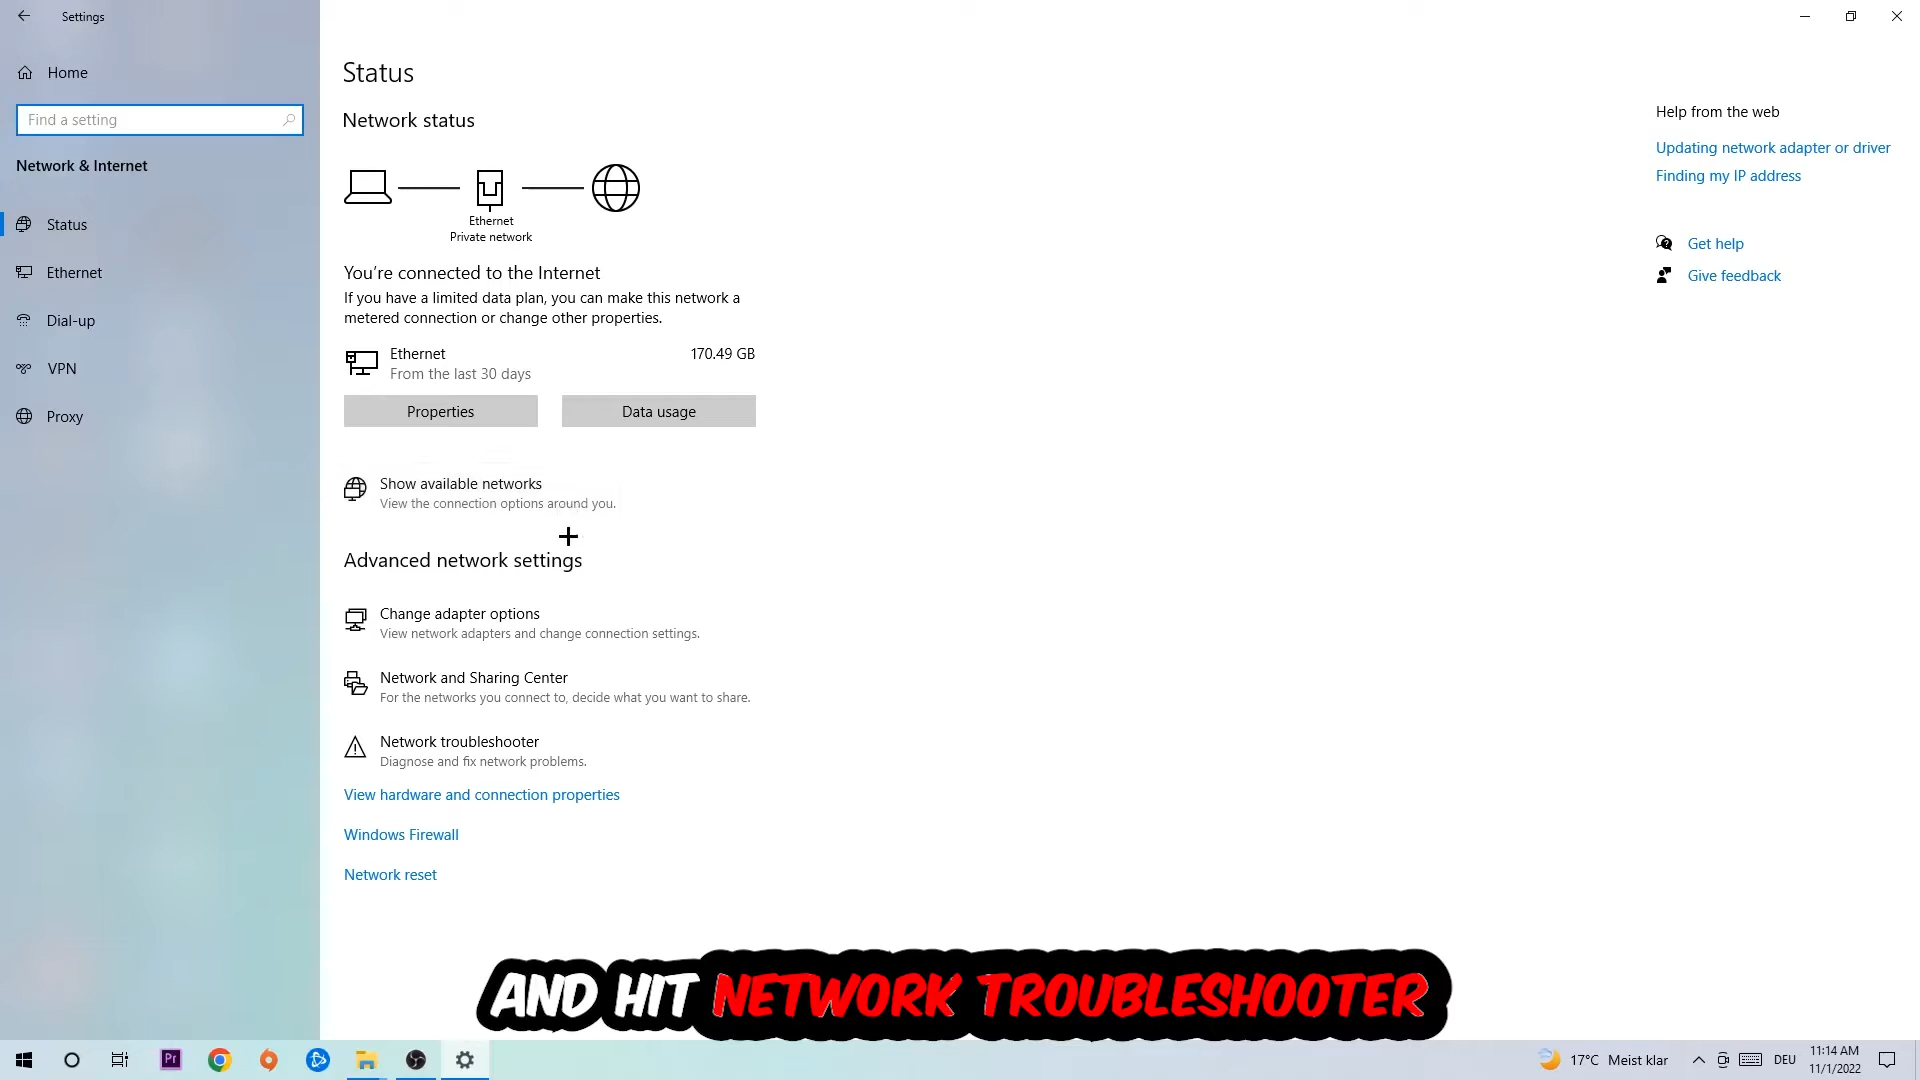 Settings
Home
Find a setting
Network & Internet
Status
Ethernet
Dial-up
VPN
Proxy
Status
Network status
Ethernet
Private network
You're connected to the Internet
If you have a limited data plan, you can make this network a
metered connection or change other properties.
Ethernet 170.49 GB
From the last 30 days
Properties Data usage
Show available networks
View the connection options around you.
Advanced network settings
Change adapter options
View network adapters and change connection settings.
Network and Sharing Center
For the networks you connect to, decide what you want to share.
Network troubleshooter
Diagnose and fix network problems.
View hardware and connection properties
Windows Firewall
Network reset
Help from the web
Updating network adapter or driver
Finding my IP address
Get help
Give feedback
AND HIT NETWORK TROUBLESHOOTER
Pr
17°C Meist klar
DEU
11:14 AM
11/1/2022